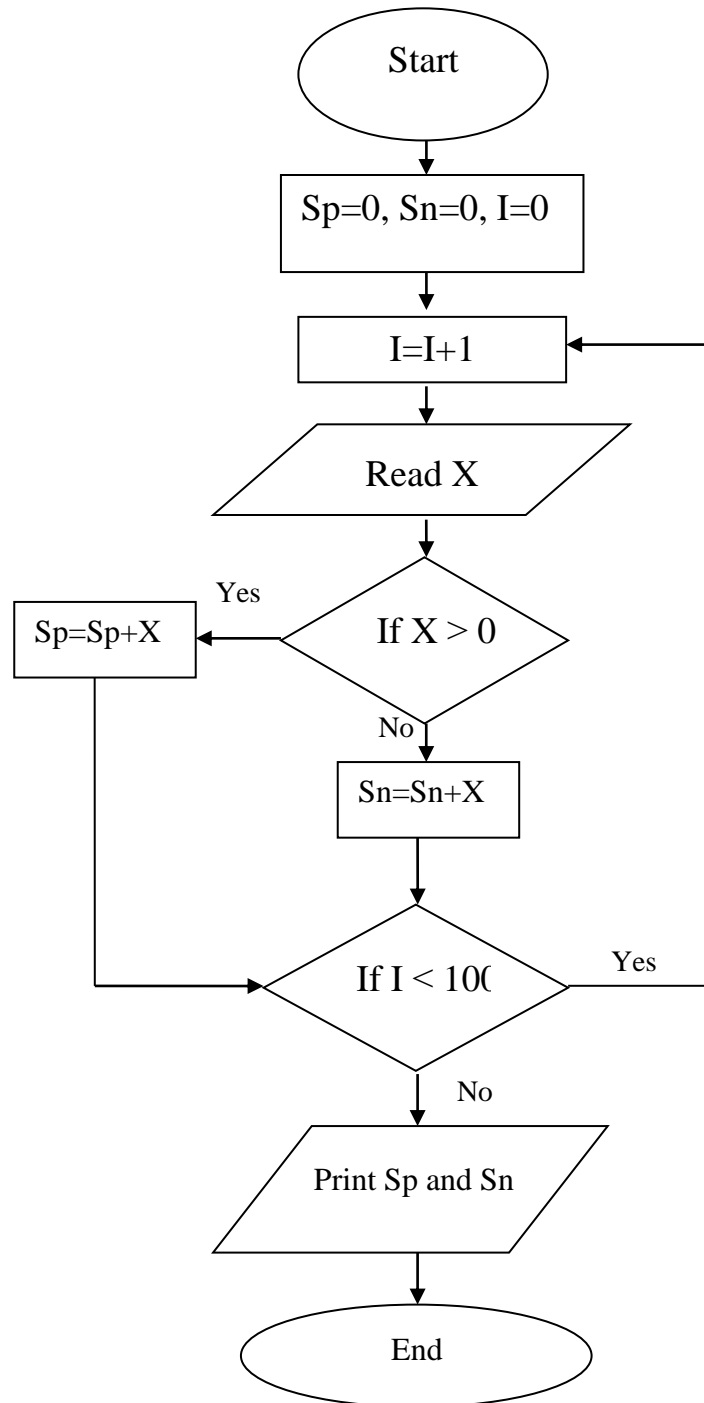 Start
Sp=0, Sn=0, I=0
I=I+1
Read X
If X > 0
Yes
Sp=Sp+X
No
Sn=Sn+X
If I < 100
Yes
No
Print Sp and Sn
End